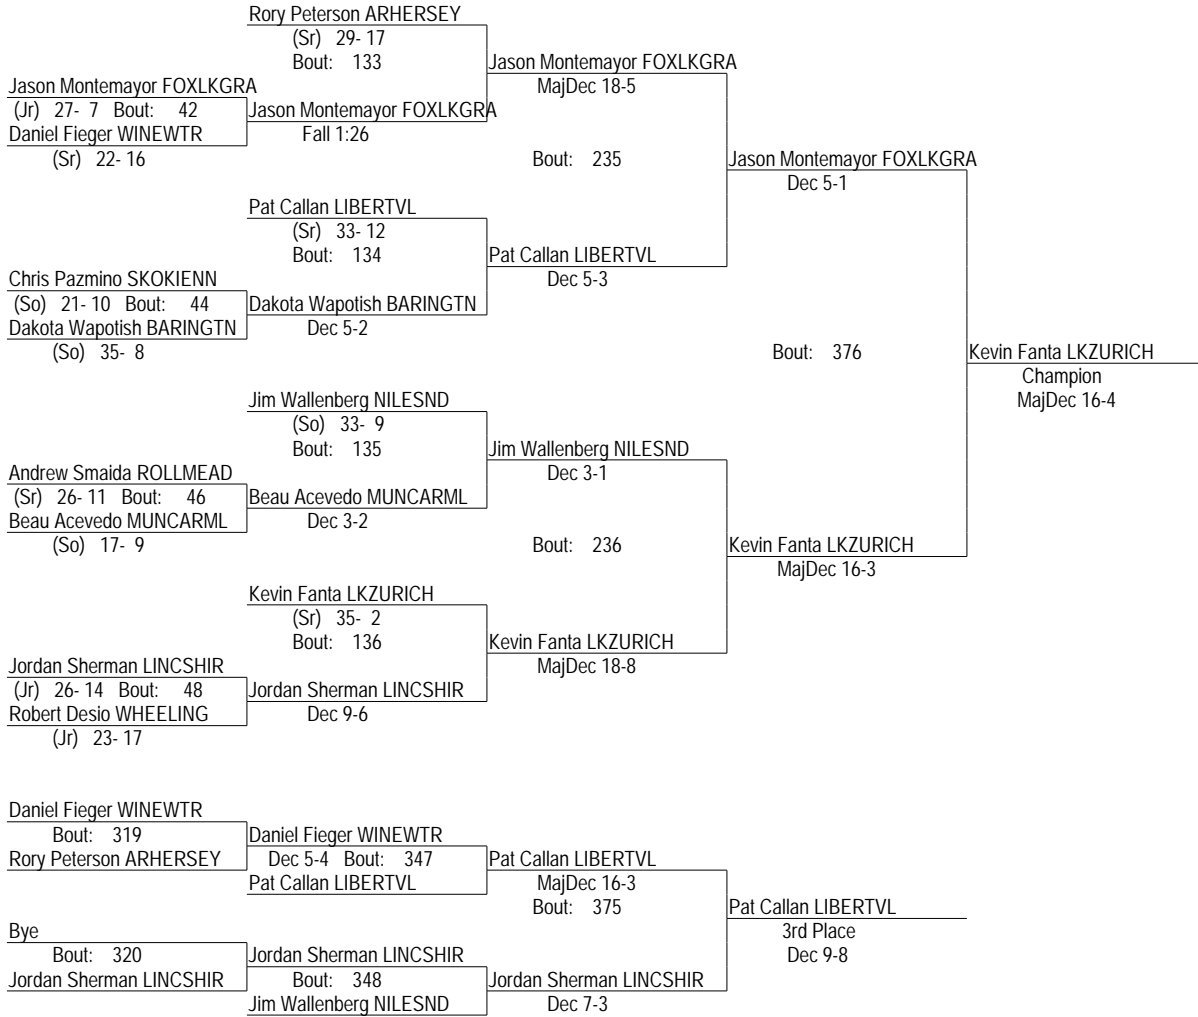 Rory Peterson ARHERSEY
(Sr) 29- 17
Bout: 133
Jason Montemayor FOXLKGRA
MajDec 18-5
Jason Montemayor FOXLKGRA
(Jr) 27- 7 Bout: 42
Jason Montemayor FOXLKGRA
Daniel Fieger WINEWTR
Fall 1:26
(Sr) 22- 16
Bout: 235
Jason Montemayor FOXLKGRA
Dec 5-1
Pat Callan LIBERTVL
(Sr) 33- 12
Bout: 134
Pat Callan LIBERTVL
Dec 5-3
Chris Pazmino SKOKIENN
(So) 21- 10 Bout: 44
Dakota Wapotish BARINGTN
Dakota Wapotish BARINGTN
Dec 5-2
(So) 35- 8
Bout: 376
Kevin Fanta LKZURICH
Champion
MajDec 16-4
Jim Wallenberg NILESND
(So) 33- 9
Bout: 135
Jim Wallenberg NILESND
Dec 3-1
Andrew Smaida ROLLMEAD
(Sr) 26- 11 Bout: 46
Beau Acevedo MUNCARML
Beau Acevedo MUNCARML
Dec 3-2
(So) 17- 9
Bout: 236
Kevin Fanta LKZURICH
MajDec 16-3
Kevin Fanta LKZURICH
(Sr) 35- 2
Bout: 136
Kevin Fanta LKZURICH
MajDec 18-8
Jordan Sherman LINCSHIR
(Jr) 26- 14 Bout: 48
Jordan Sherman LINCSHIR
Robert Desio WHEELING
Dec 9-6
(Jr) 23- 17
Daniel Fieger WINEWTR
Bout: 319
Daniel Fieger WINEWTR
Rory Peterson ARHERSEY
Dec 5-4 Bout: 347
Pat Callan LIBERTVL
Pat Callan LIBERTVL
MajDec 16-3
Bout: 375
Pat Callan LIBERTVL
3rd Place
Dec 9-8
Bye
Bout: 320
Jordan Sherman LINCSHIR
Jordan Sherman LINCSHIR
Bout: 348
Jordan Sherman LINCSHIR
Jim Wallenberg NILESND
Dec 7-3